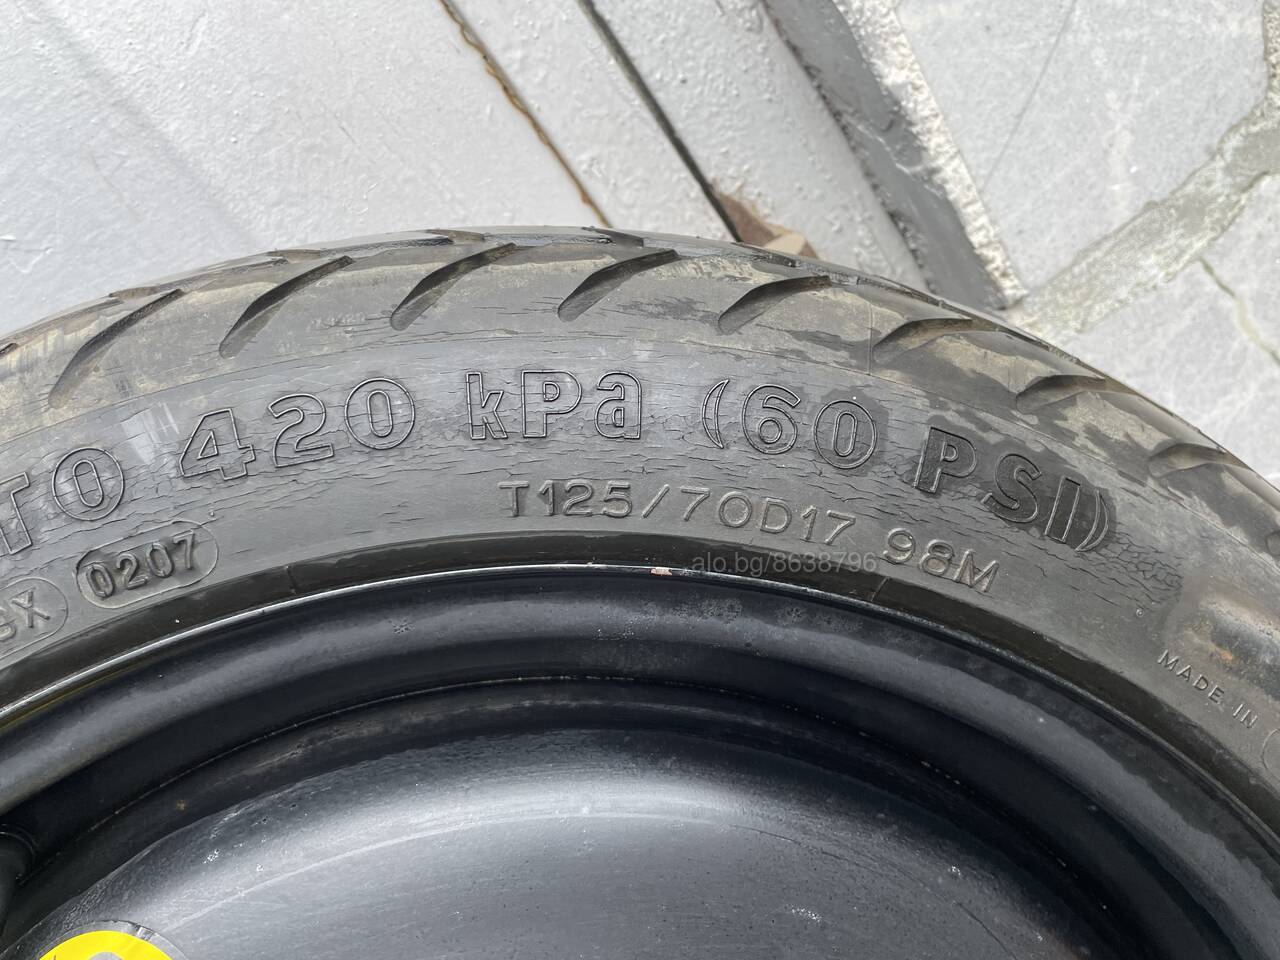 TO 420 kPa (60 PSI)
T125/70D17 98M
alo.bg/8638796
0207
MADE IN